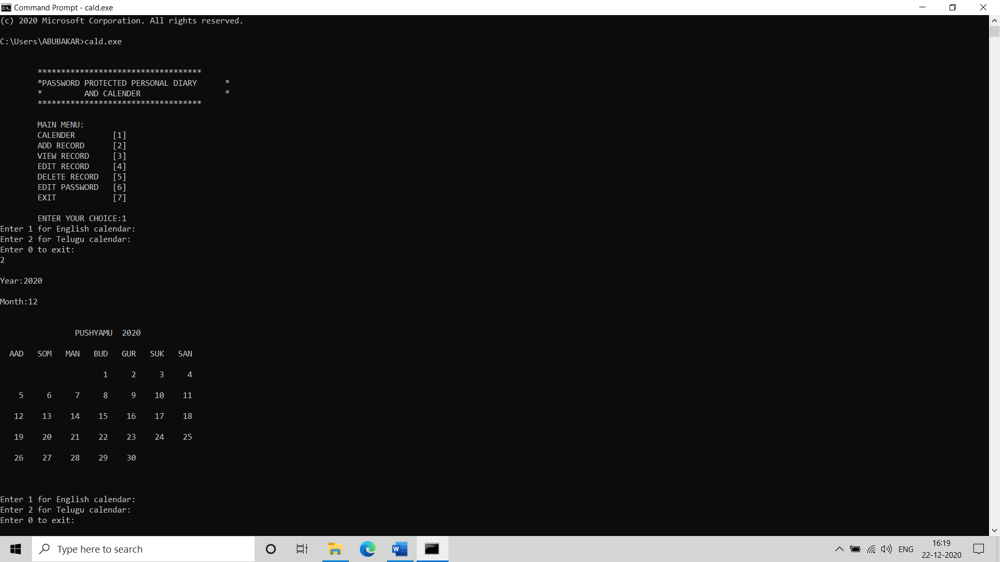 Command Prompt - cald.exe
(c) 2020 Microsoft Corporation. All rights reserved.
C:\Users\ABUBAKAR>cald.exe
***********************************
*PASSWORD PROTECTED PERSONAL DIARY      *
*         AND CALENDER                  *
***********************************
MAIN MENU:
CALENDER        [1]
ADD RECORD      [2]
VIEW RECORD     [3]
EDIT RECORD     [4]
DELETE RECORD   [5]
EDIT PASSWORD   [6]
EXIT            [7]
ENTER YOUR CHOICE:1
Enter 1 for English calendar:
Enter 2 for Telugu calendar:
Enter 0 to exit:
2
Year:2020
Month:12
PUSHYAMU  2020
AAD   SOM   MAN   BUD   GUR   SUK   SAN
1     2     3     4
5     6     7     8     9    10    11
12    13    14    15    16    17    18
19    20    21    22    23    24    25
26    27    28    29    30
Enter 1 for English calendar:
Enter 2 for Telugu calendar:
Enter 0 to exit:
Type here to search
W
ENG
16:19
22-12-2020